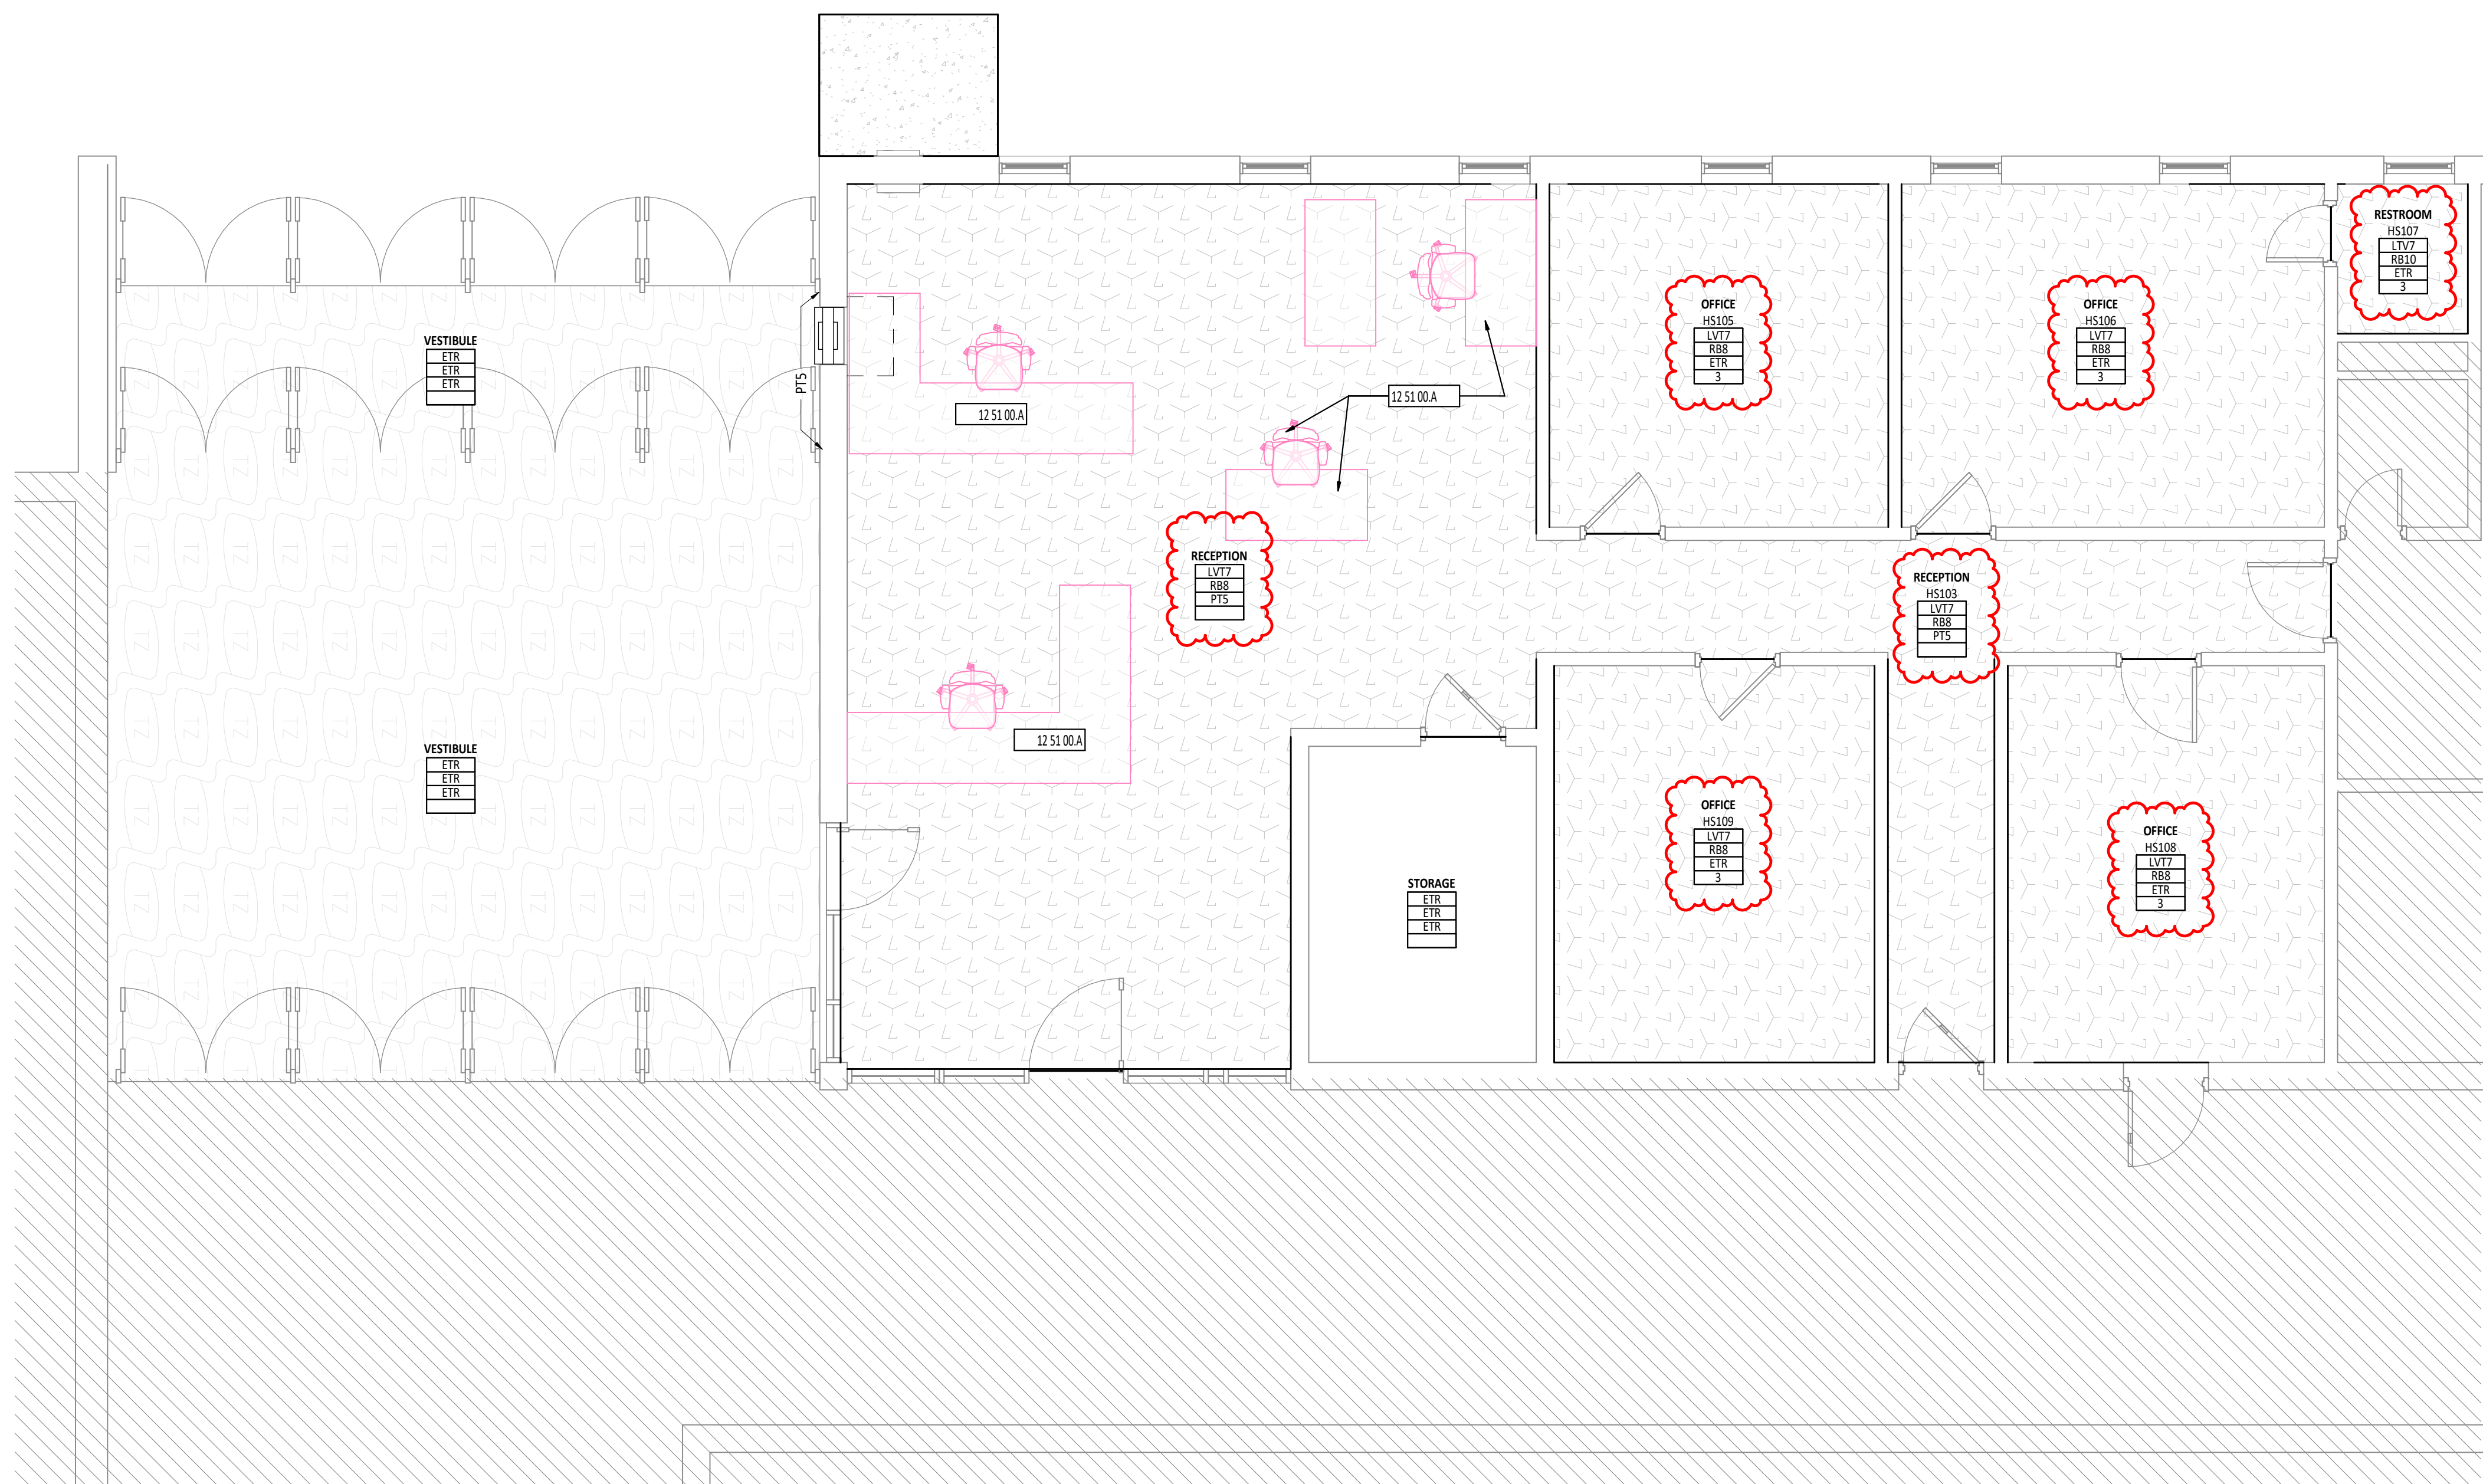 RESTROOM
HS107
LTV7
RB10
ETR
3
OFFICE
HS105
LVT7
RB8
ETR
3
OFFICE
HS106
LVT7
RB8
ETR
3
VESTIBULE
ETR
ETR
ETR
PT5
12 51 00.A
12 51 00.A
RECEPTION
LVT7
RB8
PT5
RECEPTION
HS103
LVT7
RB8
PT5
12 51 00.A
VESTIBULE
ETR
ETR
ETR
OFFICE
HS109
LVT7
RB8
ETR
3
OFFICE
HS108
LVT7
RB8
ETR
3
STORAGE
ETR
ETR
ETR